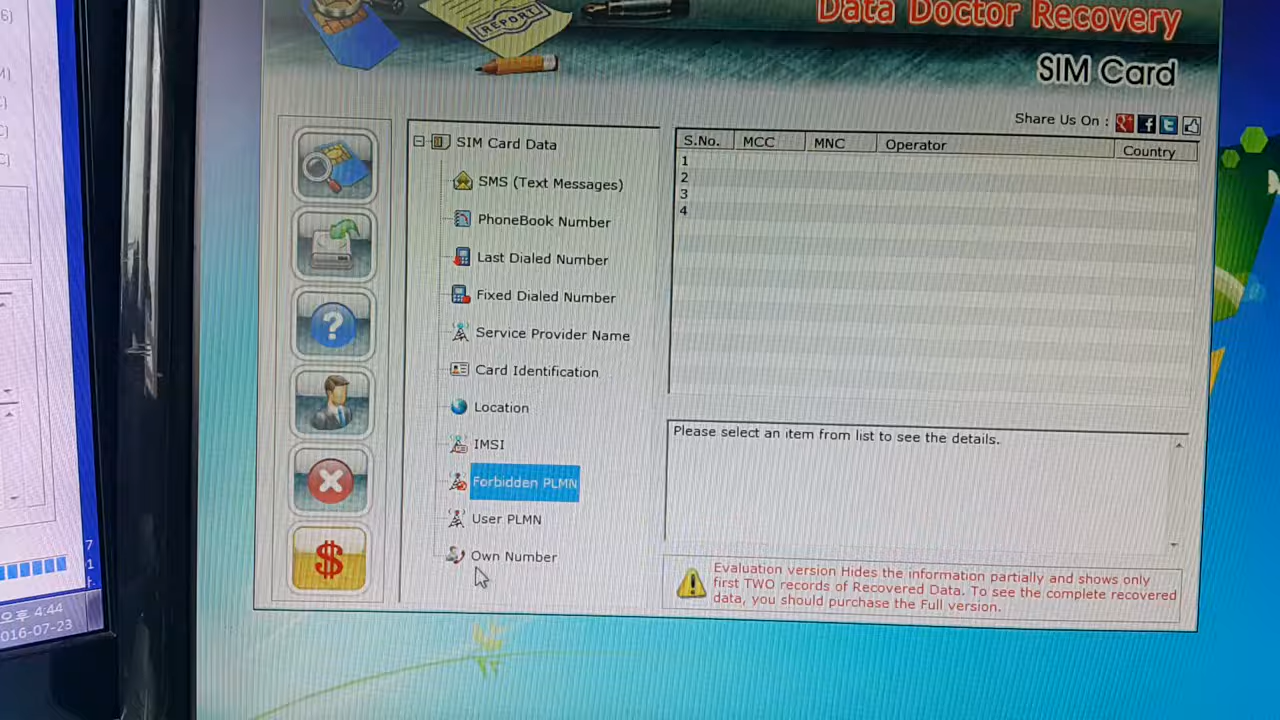 Data Doctor Recovery
REPORT
SIM Card
Share Us On :
SIM Card Data
SMS (Text Messages)
PhoneBook Number
Last Dialed Number
Fixed Dialed Number
Service Provider Name
Card Identification
Location
IMSI
Forbidden PLMN
User PLMN
Own Number
S.No. MCC MNC Operator Country
1
2
3
4
Please select an item from list to see the details.
Evaluation version Hides the information partially and shows only
first TWO records of Recovered Data. To see the complete recovered
data, you should purchase the Full version.
오후 4:44
016-07-23